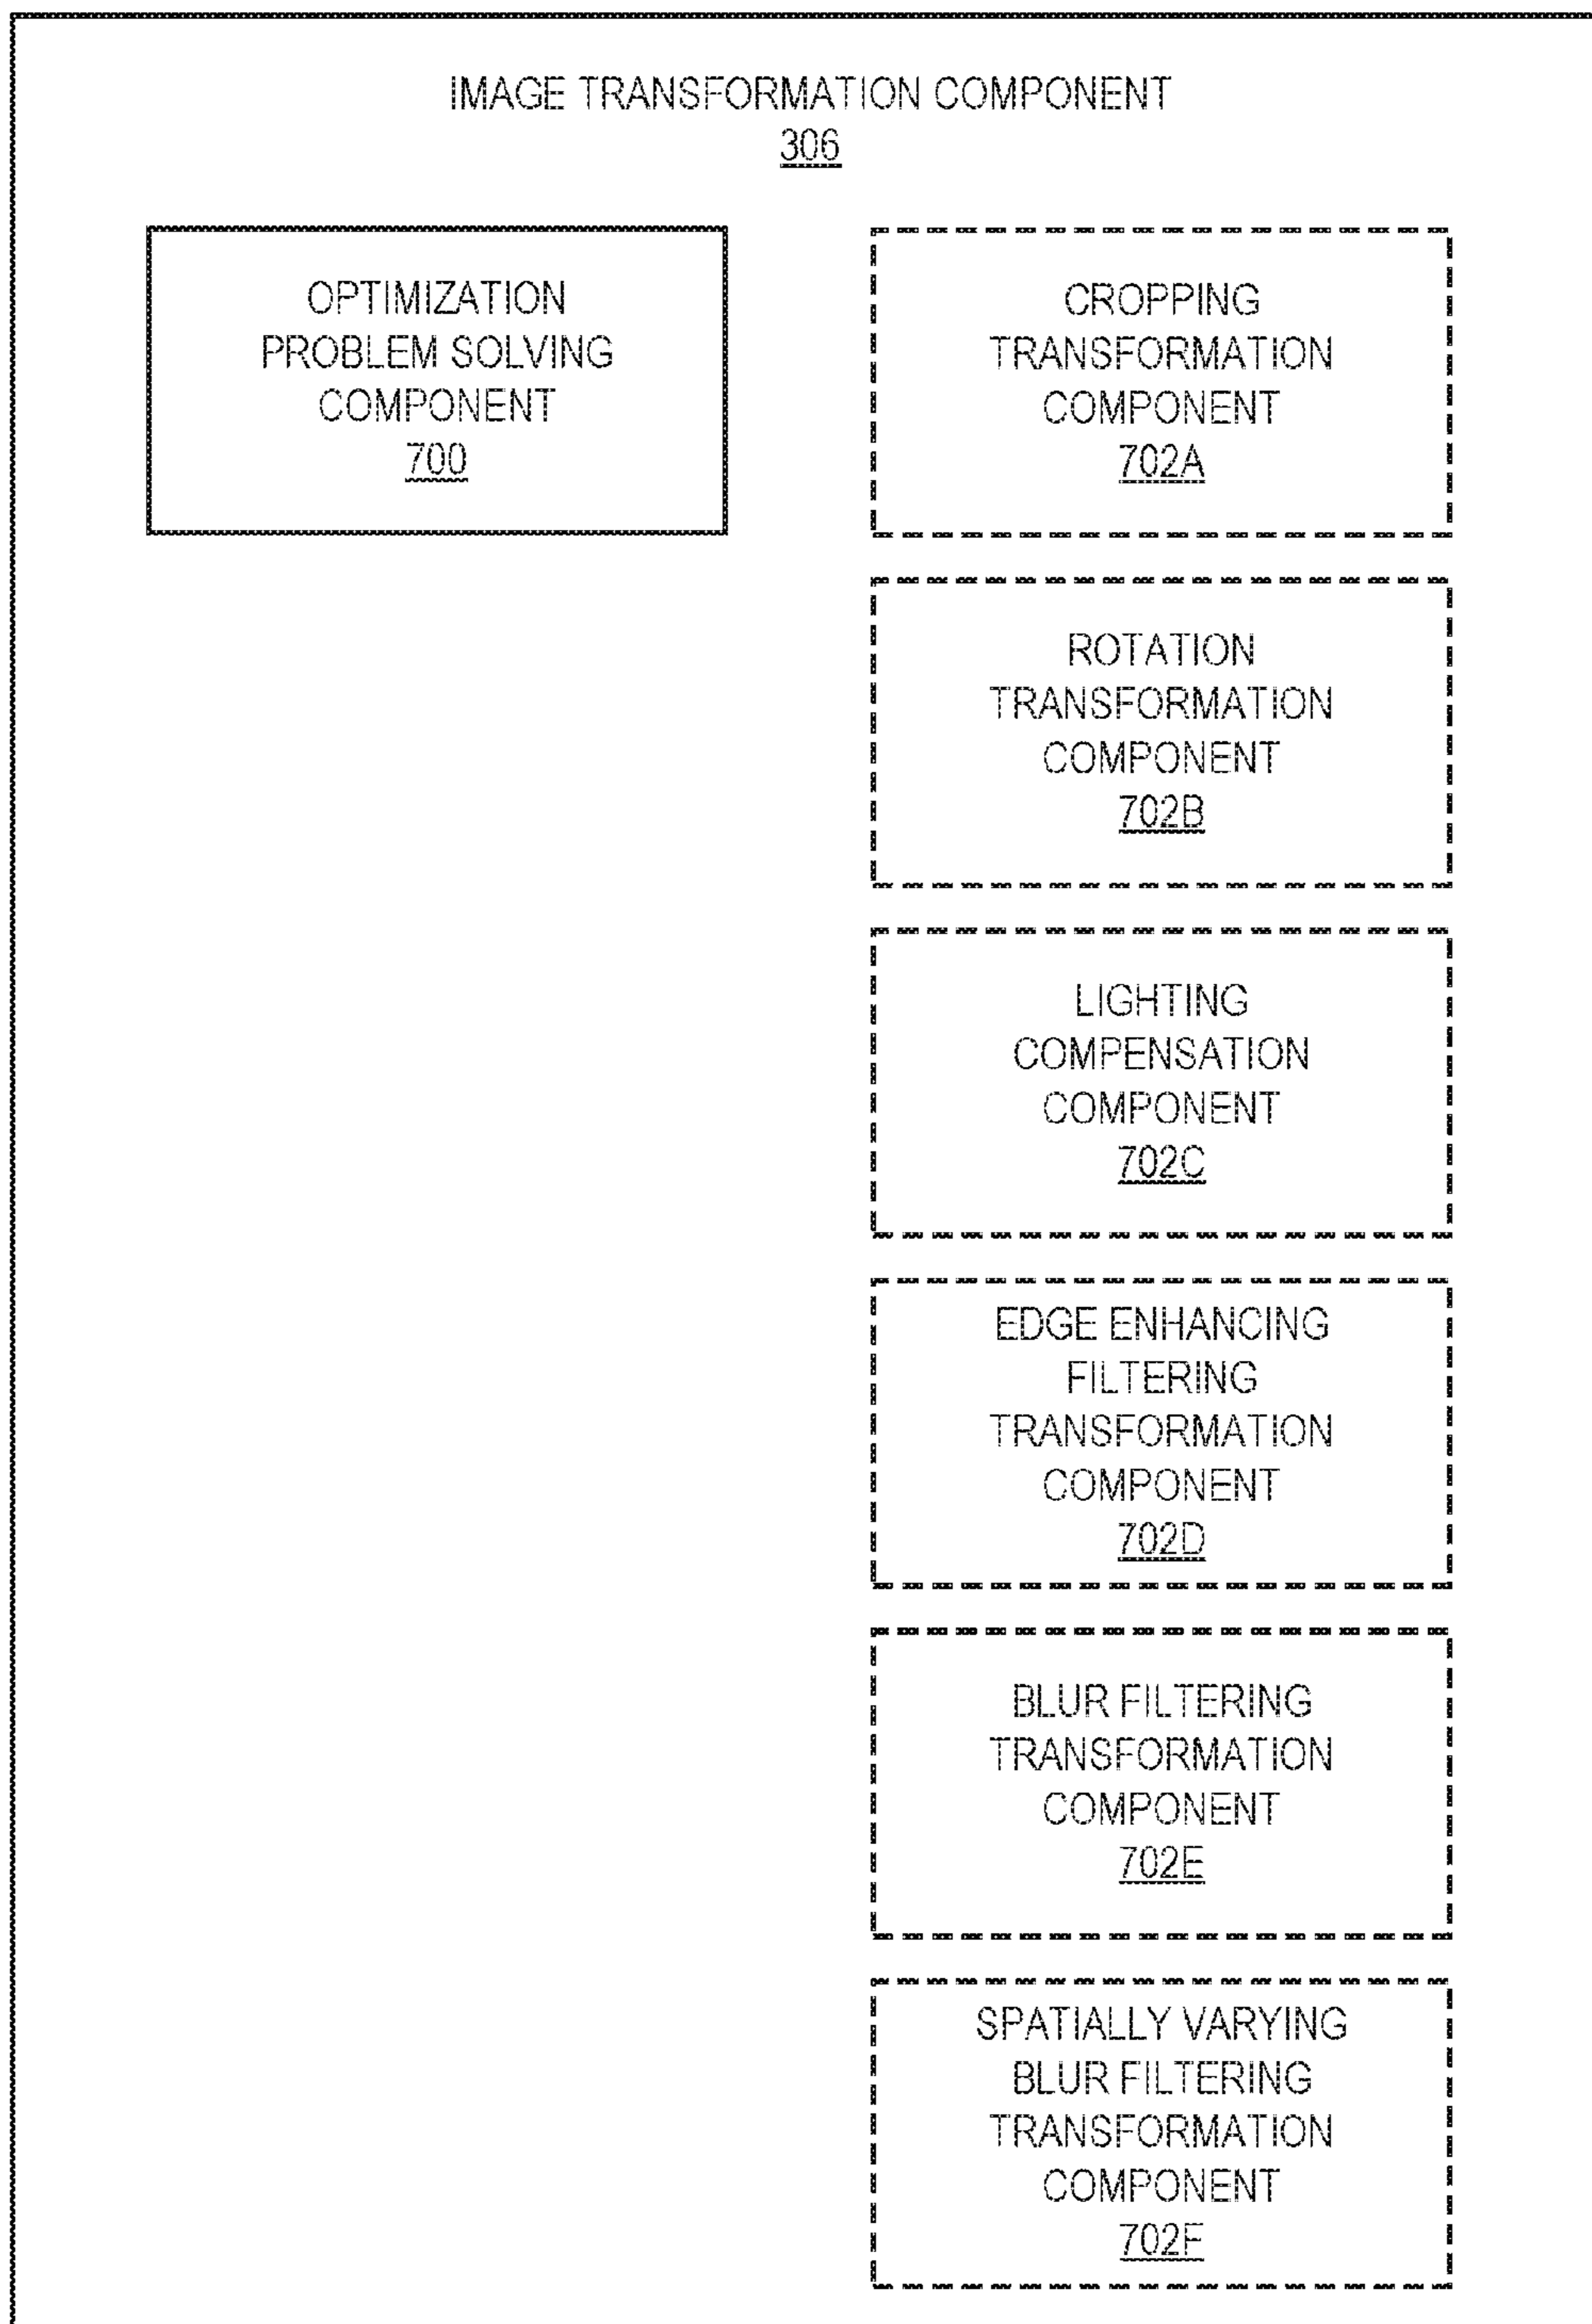 IMAGE TRANSFORMATION COMPONENT
306
OPTIMIZATION
PROBLEM SOLVING
COMPONENT
700
CROPPING
TRANSFORMATION
COMPONENT
702A
ROTATION
TRANSFORMATION
COMPONENT
702B
LIGHTING
COMPENSATION
COMPONENT
702C
EDGE ENHANCING
FILTERING
TRANSFORMATION
COMPONENT
702D
BLUR FILTERING
TRANSFORMATION
COMPONENT
702E
SPATIALLY VARYING
BLUR FILTERING
TRANSFORMATION
COMPONENT
702F